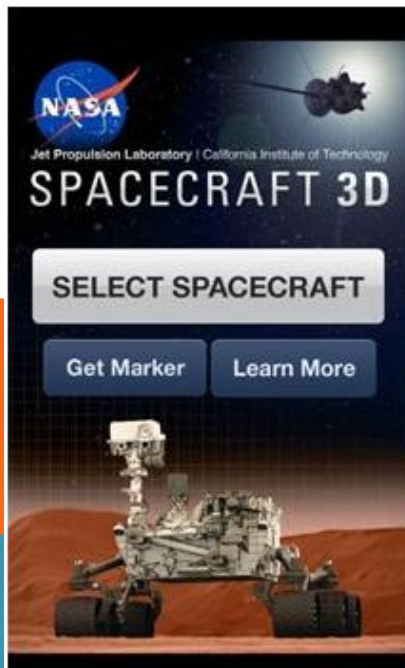 NASA
Jet Propulsion Laboratory | California Institute of Technology
SPACECRAFT 3D
SELECT SPACECRAFT
Get Marker
Learn More